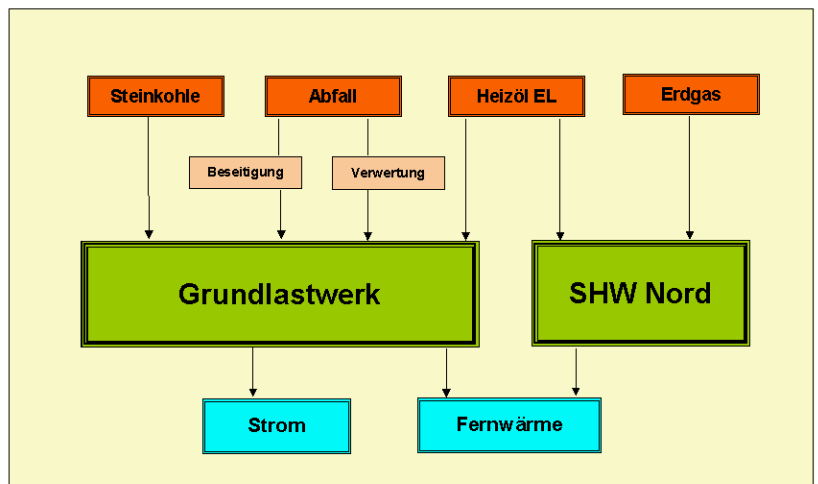 Steinkohle
Abfall
Heizöl EL
Erdgas
Beseitigung
Verwertung
Grundlastwerk
SHW Nord
Strom
Fernwärme